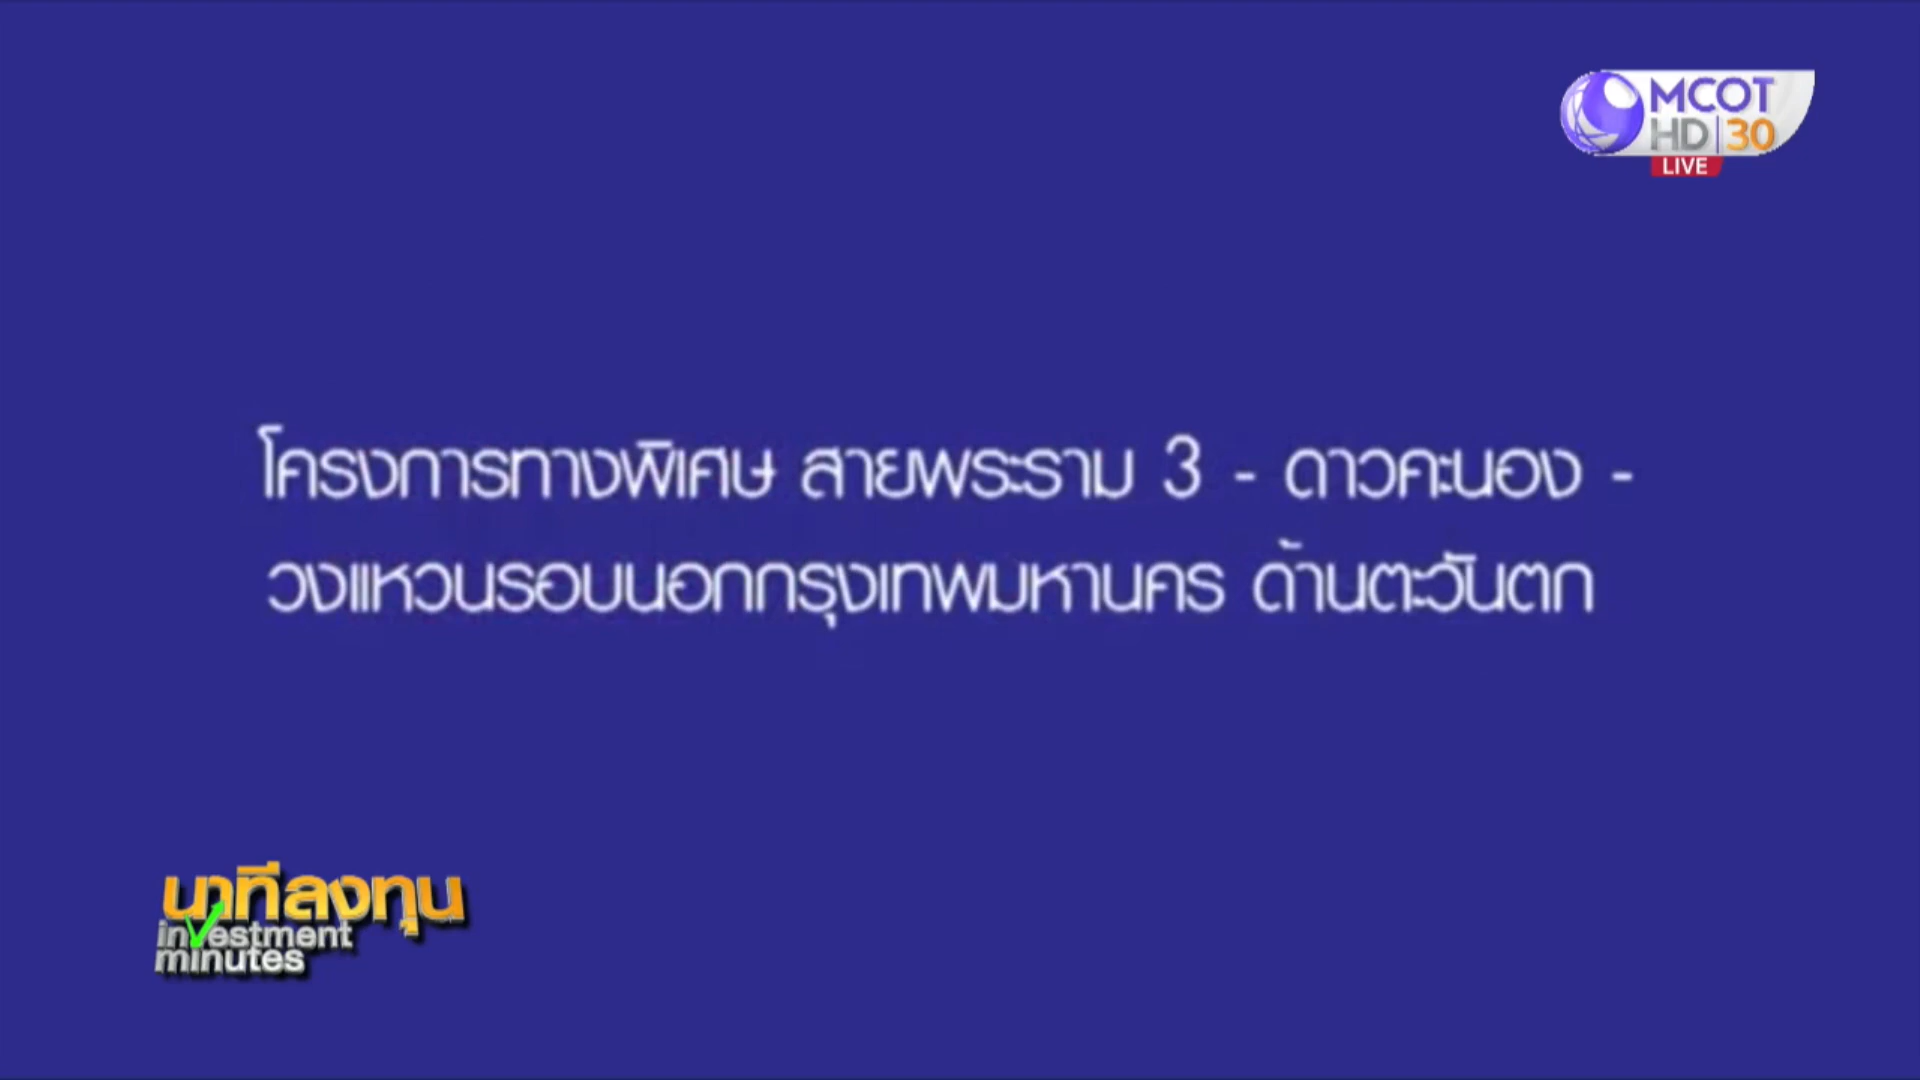 MCOT
HD 30
LIVE
โครงการทางพิเศษ สายพระราม 3 - ดาวคะนอง -
วงแหวนรอบนอกกรุงเทพมหานคร ด้านตะวันตก
นาทีลงทุน
investment
minutes